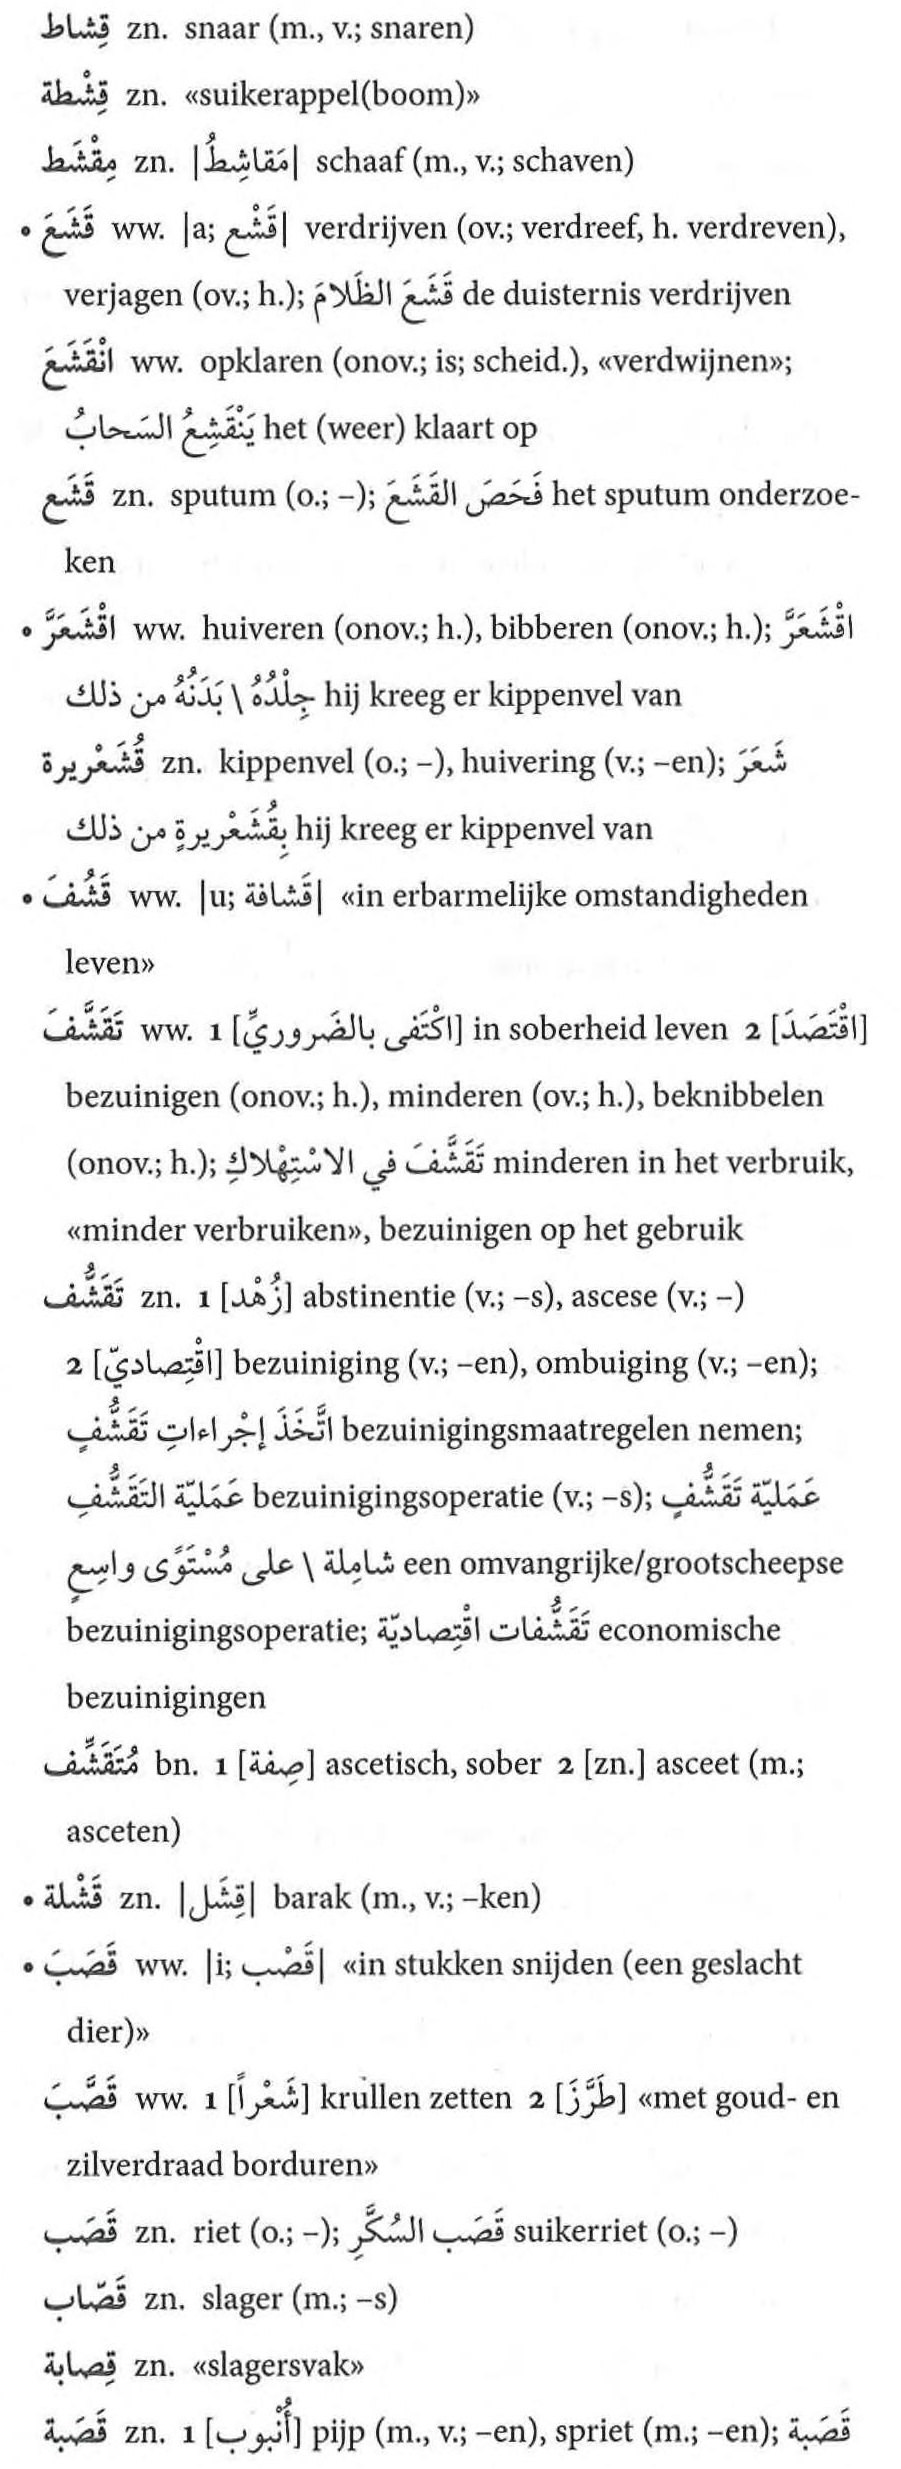 قِشاط zn. snaar (m., v.; snaren)
قِشْطة zn. «suikerappel(boom)»
مِقْشَط zn. |مَقاشِطُ| schaaf (m., v.; schaven)
• قَشَعَ ww. |a; قَشْع| verdrijven (ov.; verdreef, h. verdreven),
verjagen (ov.; h.); قَشَعَ الظَلامَ de duisternis verdrijven
انْقَشَعَ ww. opklaren (onov.; is; scheid.), «verdwijnen»;
يَنْقَشِعُ السَحابُ het (weer) klaart op
قَشَع zn. sputum (o.; –); فَحَصَ القَشَعَ het sputum onderzoe-
ken
• اقْشَعَرَّ ww. huiveren (onov.; h.), bibberen (onov.; h.); اقْشَعَرَّ
جِلْدُهُ \ بَدَنُهُ من ذلك hij kreeg er kippenvel van
قُشَعْريرة zn. kippenvel (o.; –), huivering (v.; –en); شَعَرَ
بِقُشَعْريرةٍ من ذلك hij kreeg er kippenvel van
• قَشُفَ ww. |u; قَشافة| «in erbarmelijke omstandigheden
leven»
تَقَشَّفَ ww. 1 [اكْتَفى بالضَروريّ] in soberheid leven 2 [اقْتَصَدَ]
bezuinigen (onov.; h.), minderen (ov.; h.), beknibbelen
(onov.; h.); تَقَشَّفَ في الاسْتِهْلاكِ minderen in het verbruik,
«minder verbruiken», bezuinigen op het gebruik
تَقَشُّف zn. 1 [زُهْد] abstinentie (v.; –s), ascese (v.; –)
2 [اقْتِصاديّ] bezuiniging (v.; –en), ombuiging (v.; –en);
اتَّخَذَ إجْراءاتِ تَقَشُّفٍ bezuinigingsmaatregelen nemen;
عَمَليّة التَقَشُّفِ bezuinigingsoperatie (v.; –s); عَمَليّة تَقَشُّفٍ
شامِلة \ على مُسْتَوًى واسِعٍ een omvangrijke/grootscheepse
bezuinigingsoperatie; تَقَشُّفات اقْتِصاديّة economische
bezuinigingen
مُتَقَشِّف bn. 1 [صِفة] ascetisch, sober 2 [zn.] asceet (m.;
asceten)
• قَشْلة zn. |قِشَل| barak (m., v.; –ken)
• قَصَبَ ww. |i; قَصْب| «in stukken snijden (een geslacht
dier)»
قَصَّبَ ww. 1 [شَعْراً] krullen zetten 2 [طَرَّزَ] «met goud- en
zilverdraad borduren»
قَصَب zn. riet (o.; –); قَصَب السُكَّرِ suikerriet (o.; –)
قَصّاب zn. slager (m.; –s)
قِصابة zn. «slagersvak»
قَصَبة zn. 1 [أُنْبوب] pijp (m., v.; –en), spriet (m.; –en); قَصَبة